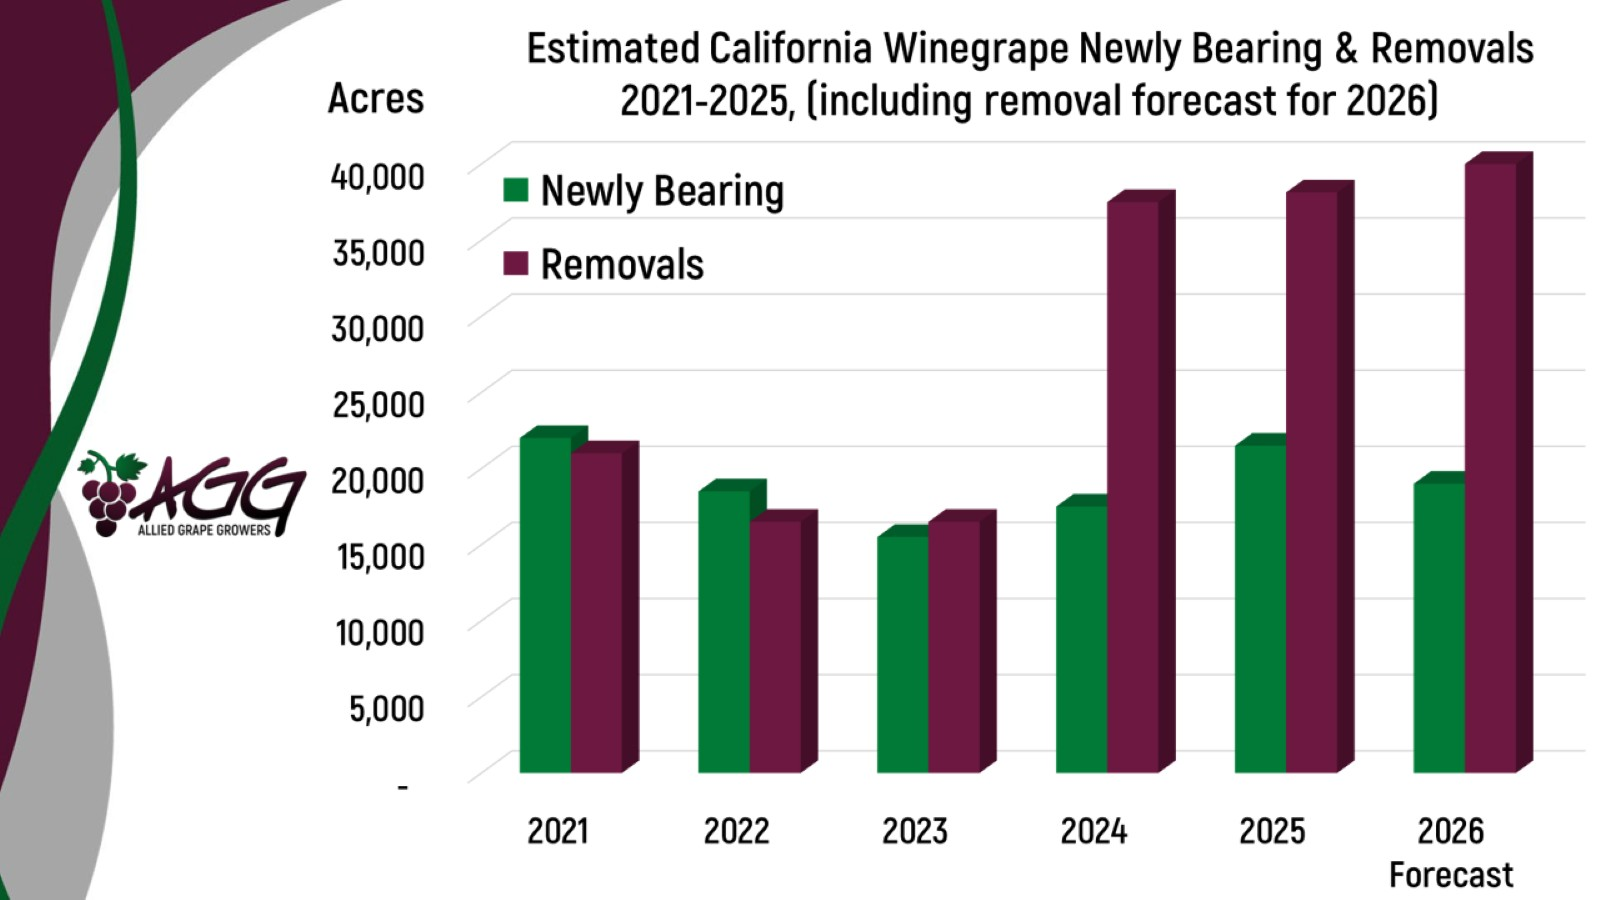 Estimated California Winegrape Newly Bearing & Removals
2021-2025, (including removal forecast for 2026)
Acres
40,000
35,000
30,000
25,000
20,000
15,000
10,000
5,000
-
Newly Bearing
Removals
AGG
ALLIED GRAPE GROWERS
2021
2022
2023
2024
2025
2026
Forecast